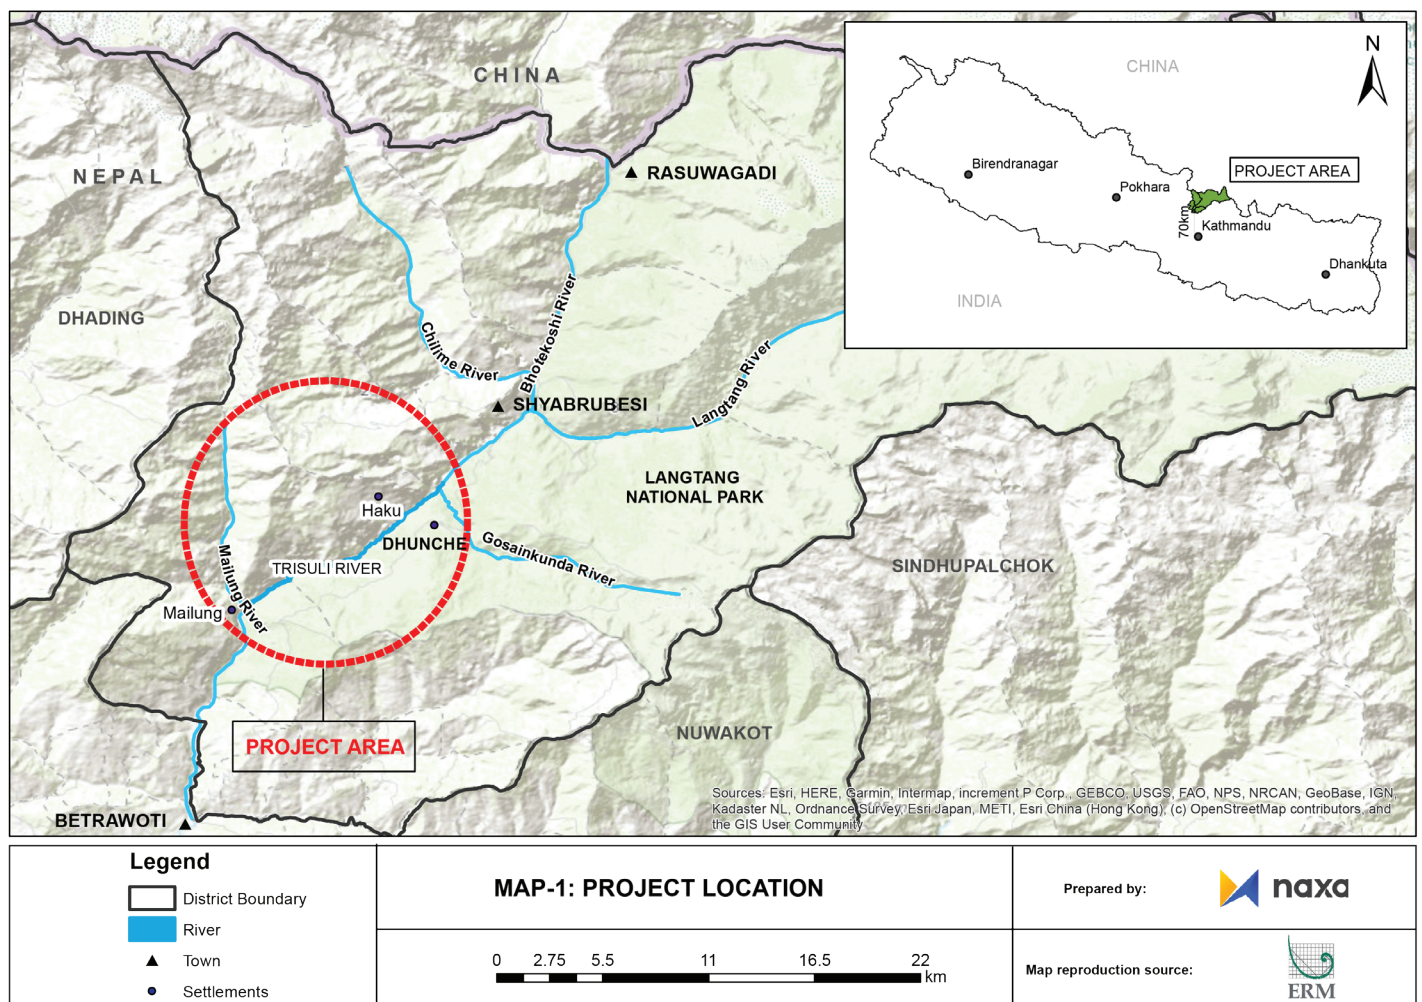 CHINA
NEPAL
RASUWAGADI
DHADING
Chilime River
Bhotekoshi River
Langtang River
SHYABRUBESI
LANGTANG
NATIONAL PARK
Haku
DHUNCHE
Gosainkunda River
TRISULI RIVER
Mailung River
Mailung
SINDHUPALCHOK
NUWAKOT
PROJECT AREA
BETRAWOTI
Sources: Esri, HERE, Garmin, Intermap, increment P Corp., GEBCO, USGS, FAO, NPS, NRCAN, GeoBase, IGN,
Kadaster NL, Ordnance Survey, Esri Japan, METI, Esri China (Hong Kong), (c) OpenStreetMap contributors, and
the GIS User Community
N
CHINA
Birendranagar
Pokhara
PROJECT AREA
70km
Kathmandu
Dhankuta
INDIA
Legend
District Boundary
River
Town
Settlements
MAP-1: PROJECT LOCATION
0 2.75 5.5 11 16.5 22
km
Prepared by:
naxa
Map reproduction source:
ERM